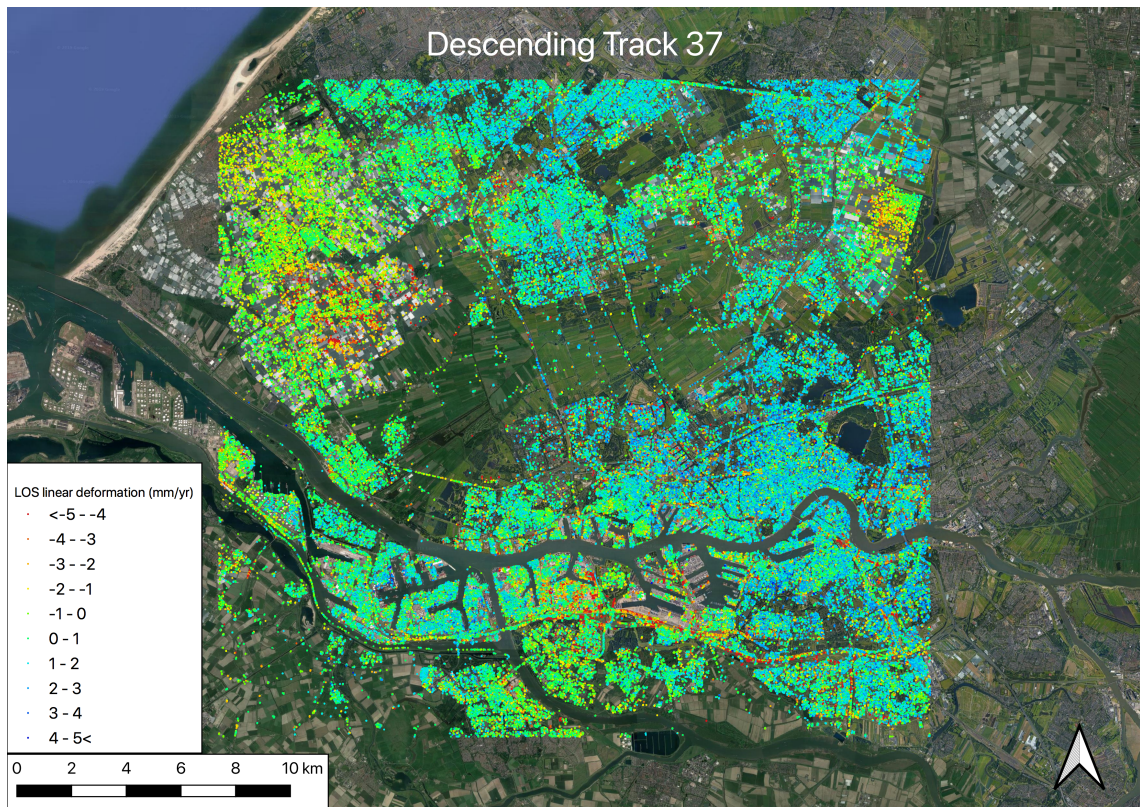 Descending Track 37
LOS linear deformation (mm/yr)
<-5 - -4
-4 - -3
-3 - -2
-2 - -1
-1 - 0
0 - 1
1 - 2
2 - 3
3 - 4
4 - 5<
0 2 4 6 8 10 km